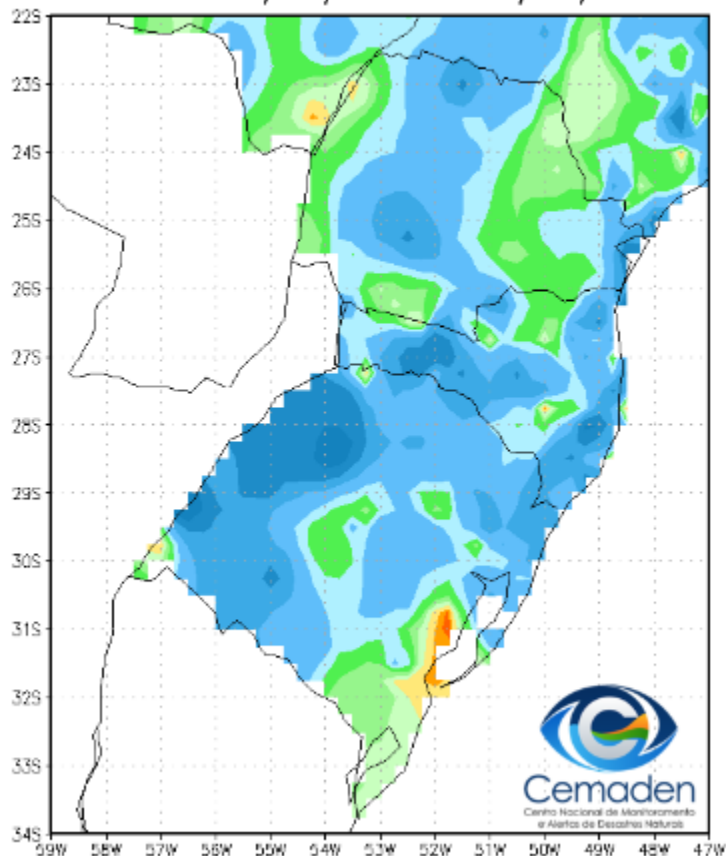 22S
23S
24S
25S
26S
27S
28S
29S
30S
31S
32S
33S
34S
59W 58W 57W 56W 55W 54W 53W 52W 51W 50W 49W 48W 47W
Cemaden
Centro Nacional de Monitoramento
e Alertas de Desastres Naturais